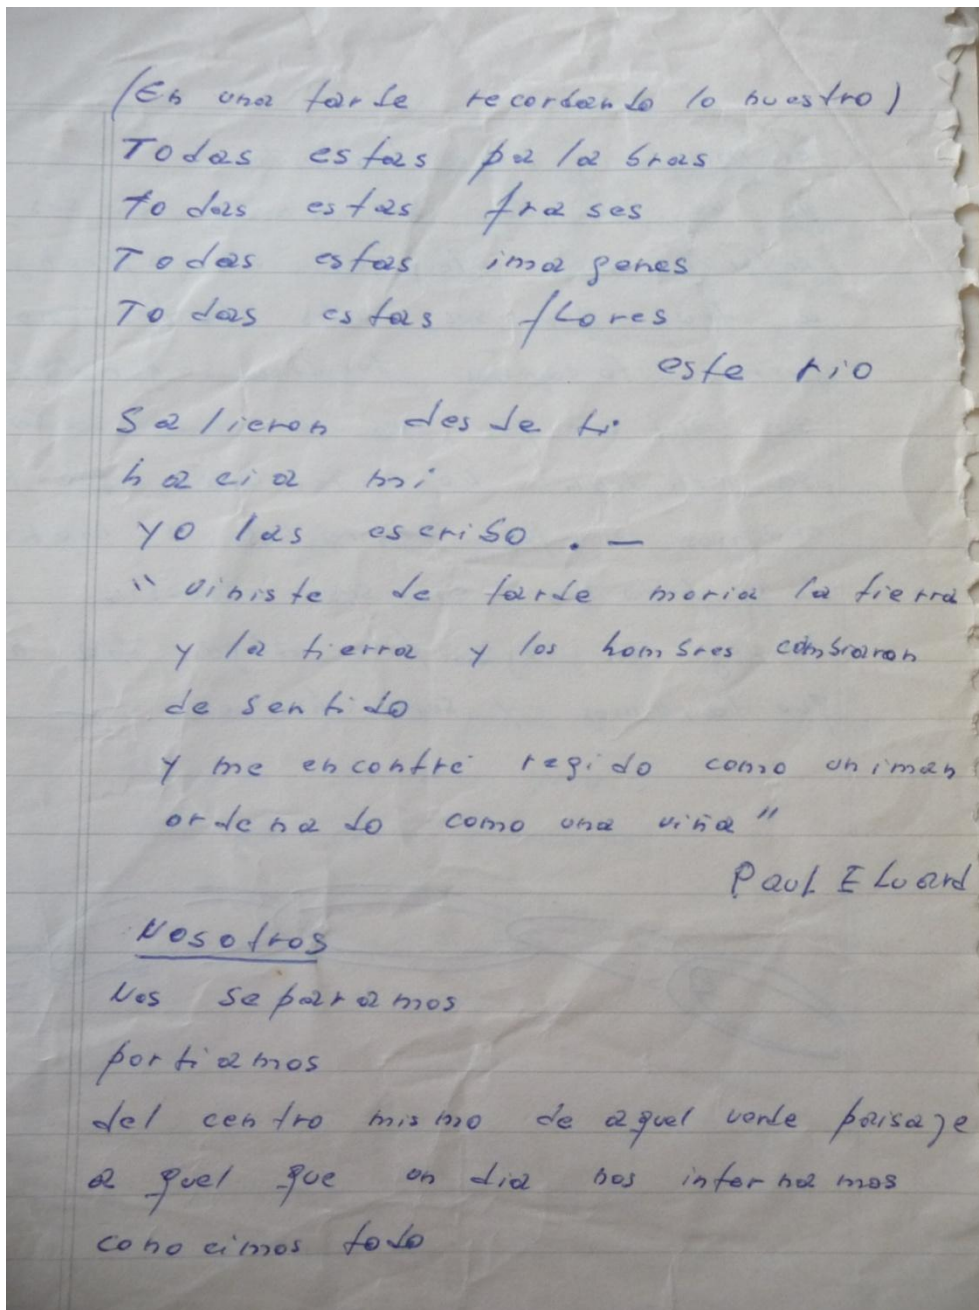 (En una tarde recordando lo nuestro)
Todas estas palabras
todas estas frases
Todas estas imagenes
Todas estas flores
este rio
Salieron desde ti
hacia mi
yo las escribo . —
"viniste de tarde moria la tierra
y la tierra y los hombres cambiaron
de sentido
y me encontré regido como un iman
ordenado como una viña"
Paul Eluard
Nosotros
Nos separamos
partiamos
del centro mismo de aquel verde paisaje
aquel que un dia nos internamos
conocimos todo